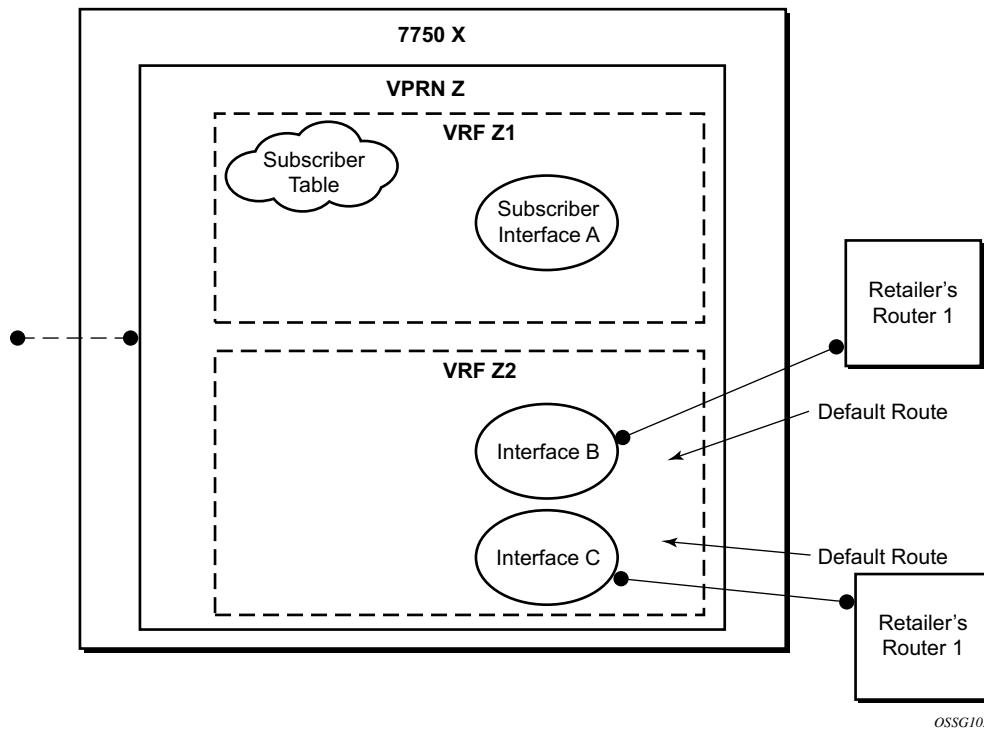 7750 X
VPRN Z
VRF Z1
Subscriber
Table
Subscriber
Interface A
Retailer's
Router 1
VRF Z2
Default Route
Interface B
Interface C
Default Route
Retailer's
Router 1